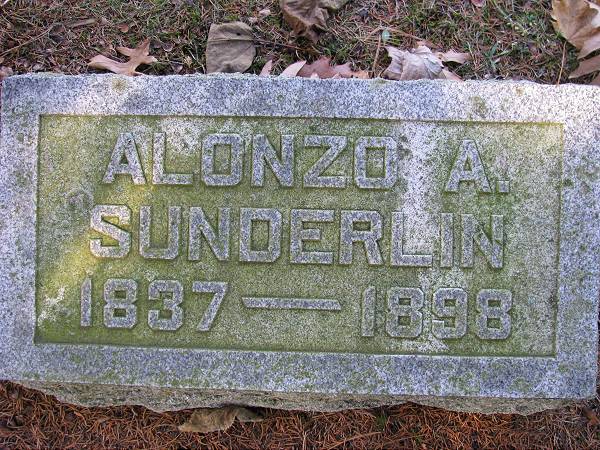 ALONZO A.
SUNDERLIN
1837 — 1898